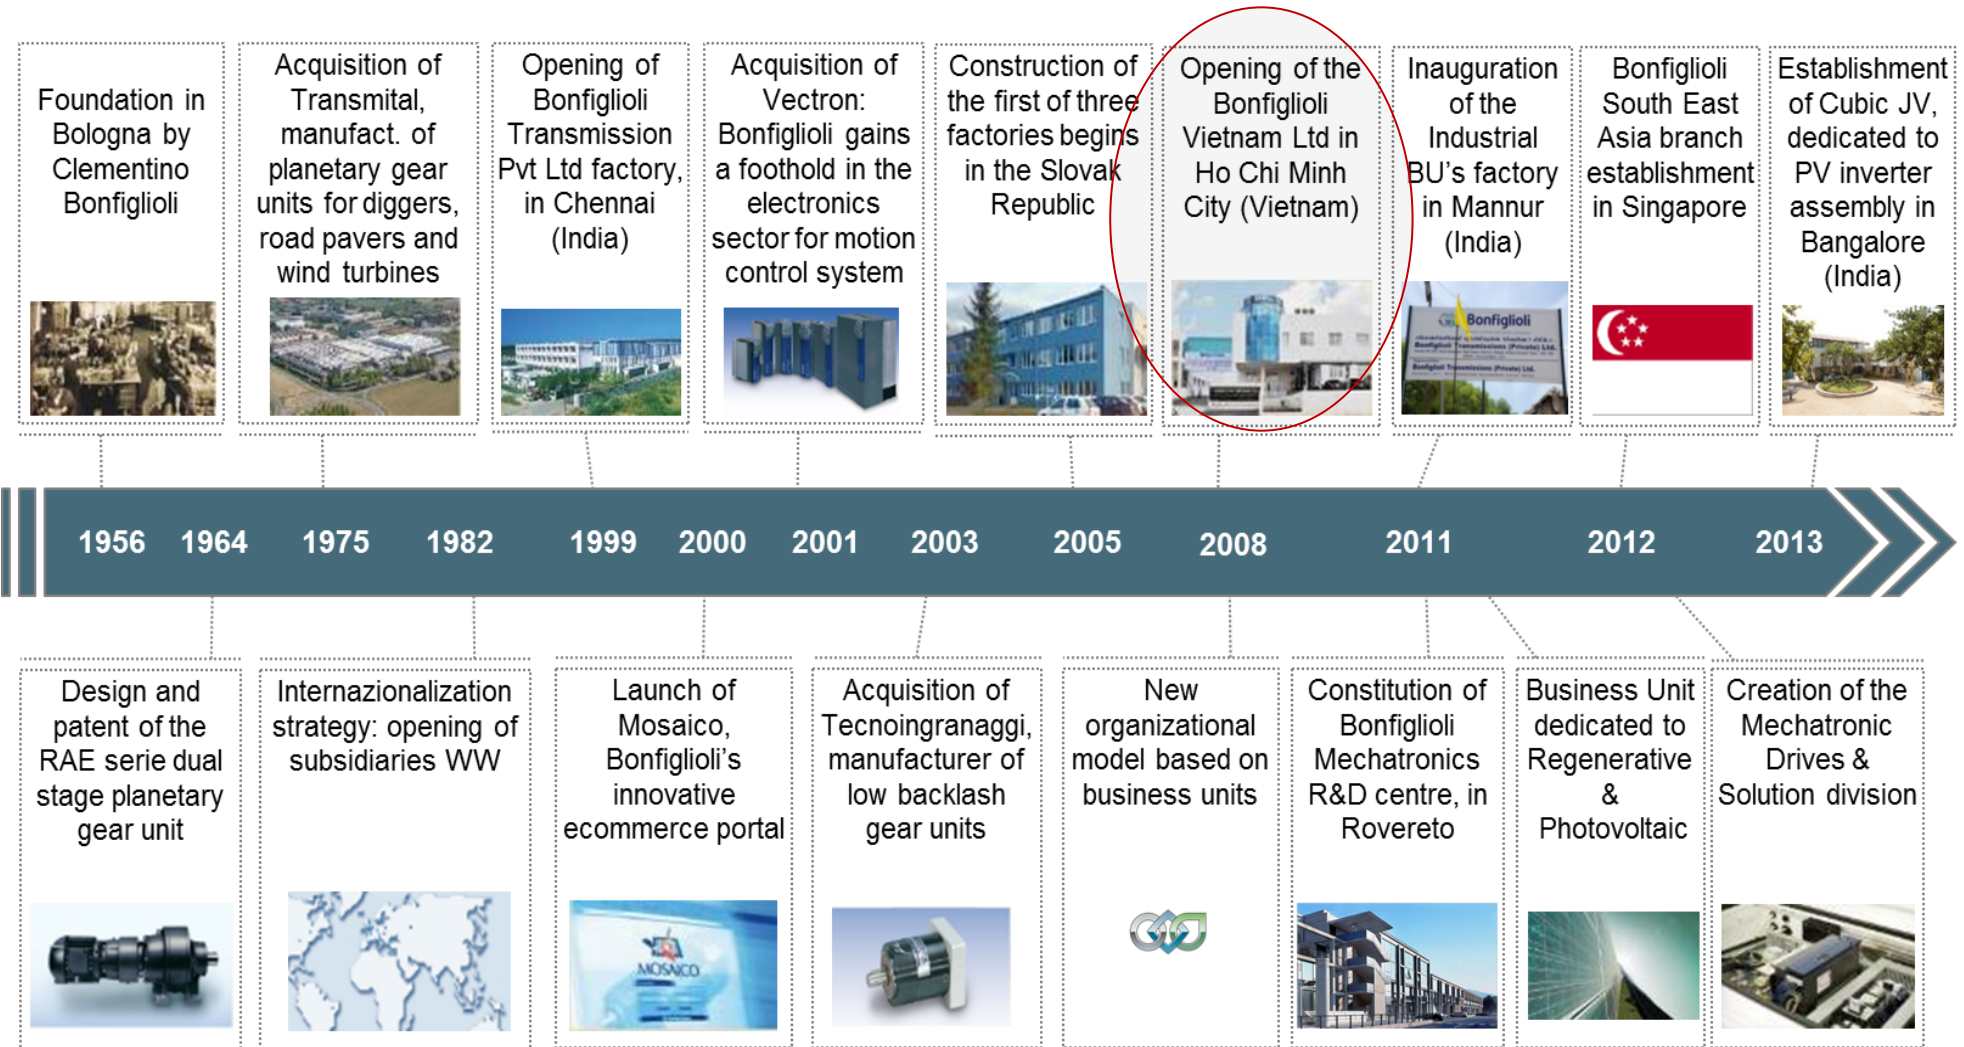 Foundation in
Bologna by
Clementino
Bonfiglioli
Acquisition of
Transmital,
manufact. of
planetary gear
units for diggers,
road pavers and
wind turbines
Opening of
Bonfiglioli
Transmission
Pvt Ltd factory,
in Chennai
(India)
Acquisition of
Vectron:
Bonfiglioli gains
a foothold in the
electronics
sector for motion
control system
Construction of
the first of three
factories begins
in the Slovak
Republic
Opening of the
Bonfiglioli
Vietnam Ltd in
Ho Chi Minh
City (Vietnam)
Inauguration
of the
Industrial
BU's factory
in Mannur
(India)
Bonfiglioli
Bonfiglioli Transmissions (Private) Ltd.
Bonfiglioli Transmissions (Private) Ltd.
Bonfiglioli
South East
Asia branch
establishment
in Singapore
Establishment
of Cubic JV,
dedicated to
PV inverter
assembly in
Bangalore
(India)
1956 1964 1975 1982 1999 2000 2001 2003 2005 2008 2011 2012 2013
Design and
patent of the
RAE serie dual
stage planetary
gear unit
Internazionalization
strategy: opening of
subsidiaries WW
Launch of
Mosaico,
Bonfiglioli's
innovative
ecommerce portal
MOSAICO
Acquisition of
Tecnoingranaggi,
manufacturer of
low backlash
gear units
New
organizational
model based on
business units
Constitution of
Bonfiglioli
Mechatronics
R&D centre, in
Rovereto
Business Unit
dedicated to
Regenerative
&
Photovoltaic
Creation of the
Mechatronic
Drives &
Solution division